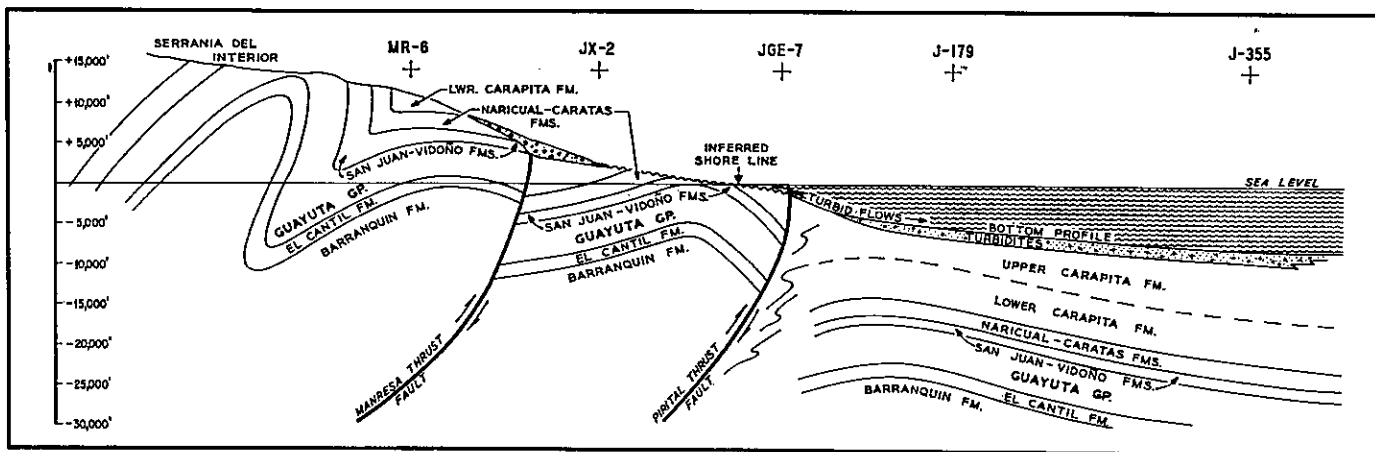 SERRANIA DEL
INTERIOR
MR-6
JX-2
JGE-7
J-179
J-355
+15,000'
+10,000'
+5,000'
-5,000'
-10,000'
-15,000'
-20,000'
-25,000'
-30,000'
LWR. CARAPITA FM.
NARICUAL-CARATAS
FMS.
SAN JUAN-VIDOÑO FMS.
GUAYUTA GP.
EL CANTIL FM.
BARRANQUIN FM.
INFERRED
SHORE LINE
SAN JUAN-VIDOÑO FMS.
GUAYUTA GP.
EL CANTIL FM.
BARRANQUIN FM.
SEA LEVEL
TURBID FLOWS
BOTTOM PROFILE
TURBIDITES
UPPER CARAPITA FM.
LOWER CARAPITA FM.
NARICUAL-CARATAS FMS.
SAN JUAN-VIDOÑO FMS.
GUAYUTA GP.
EL CANTIL FM.
BARRANQUIN FM.
MANRESA THRUST
FAULT
PIRITAL THRUST
FAULT